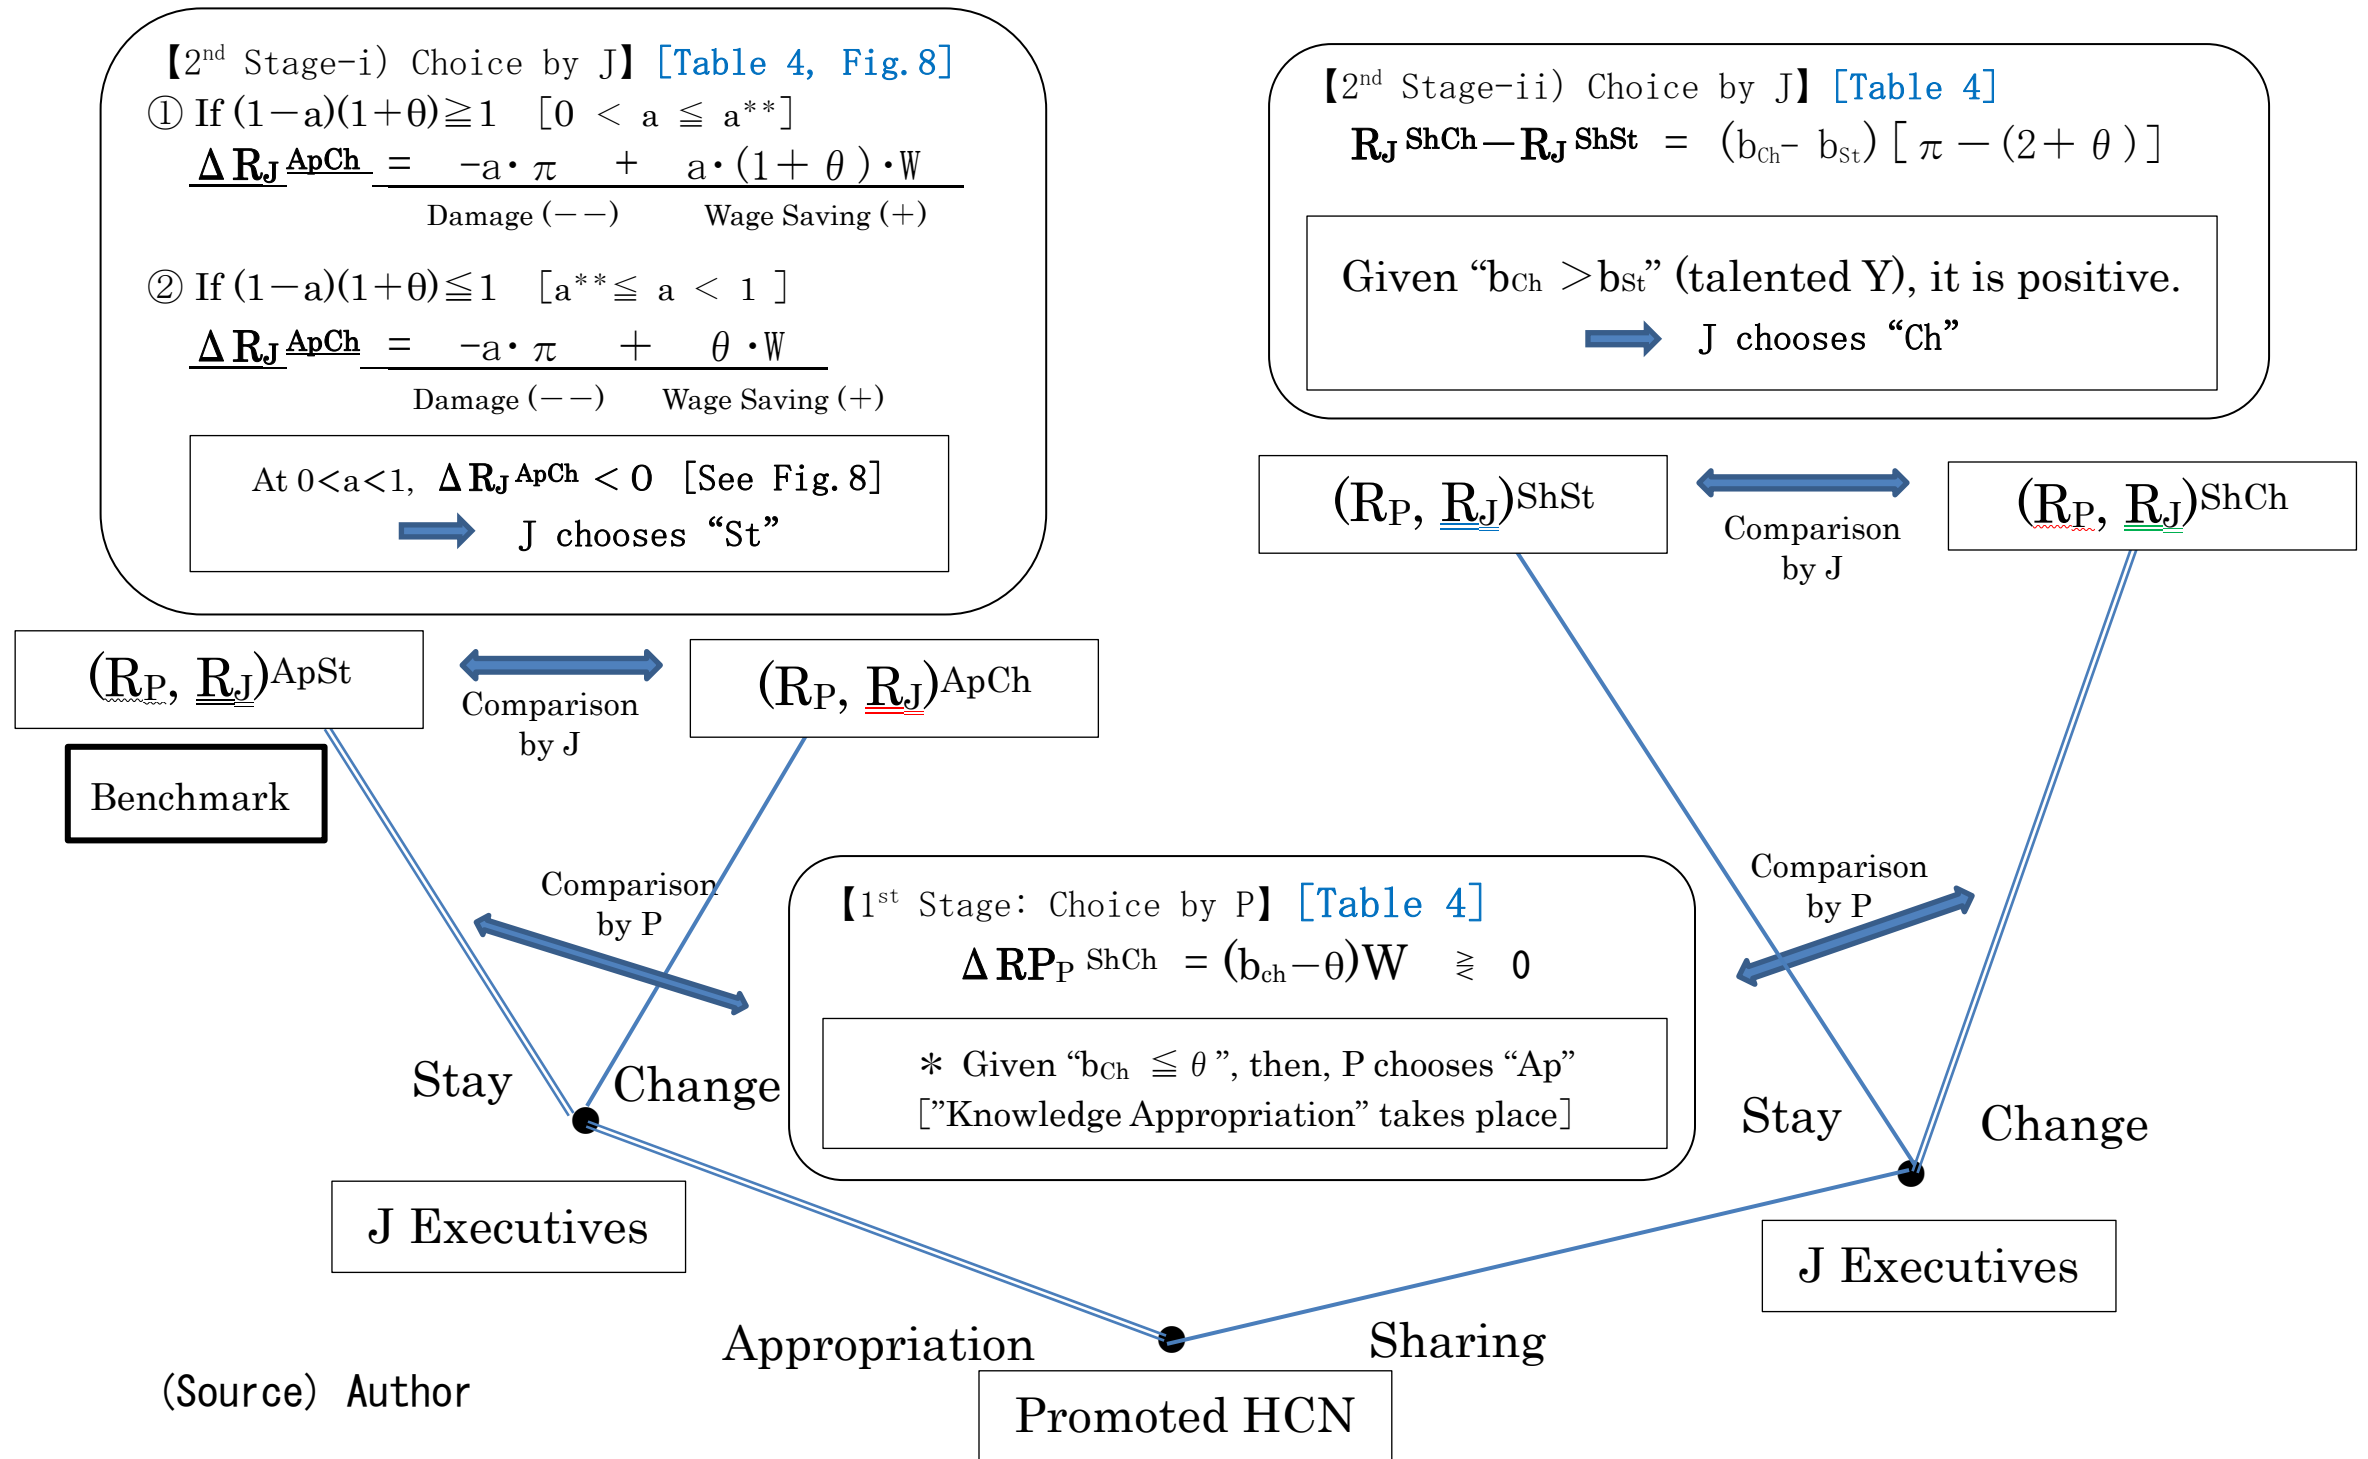 【2nd Stage-i) Choice by J】[Table 4, Fig.8]
① If (1-a)(1+θ)≧1 [0 < a ≦ a**]
ΔRJ ApCh = -a・π + a・(1+θ)・W
Damage (--) Wage Saving (+)
② If (1-a)(1+θ)≦1 [a**≦ a < 1 ]
ΔRJ ApCh = -a・π + θ・W
Damage (--) Wage Saving (+)
At 0<a<1, ΔRJ ApCh < 0 [See Fig.8]
J chooses “St”
【2nd Stage-ii) Choice by J】[Table 4]
RJ ShCh－RJ ShSt = (bCh- bSt)[π－(2+θ)]
Given “bCh >bSt” (talented Y), it is positive.
J chooses “Ch”
(RP, RJ)ShSt
Comparison
by J
(RP, RJ)ShCh
(RP, RJ)ApSt
Comparison
by J
(RP, RJ)ApCh
Benchmark
Comparison
by P
【1st Stage: Choice by P】[Table 4]
ΔRPP ShCh = (bch－θ)W ⋛ 0
＊ Given “bCh ≦ θ”, then, P chooses “Ap”
[”Knowledge Appropriation” takes place]
Comparison
by P
Stay
Change
Stay
Change
J Executives
J Executives
Appropriation
Sharing
Promoted HCN
(Source) Author